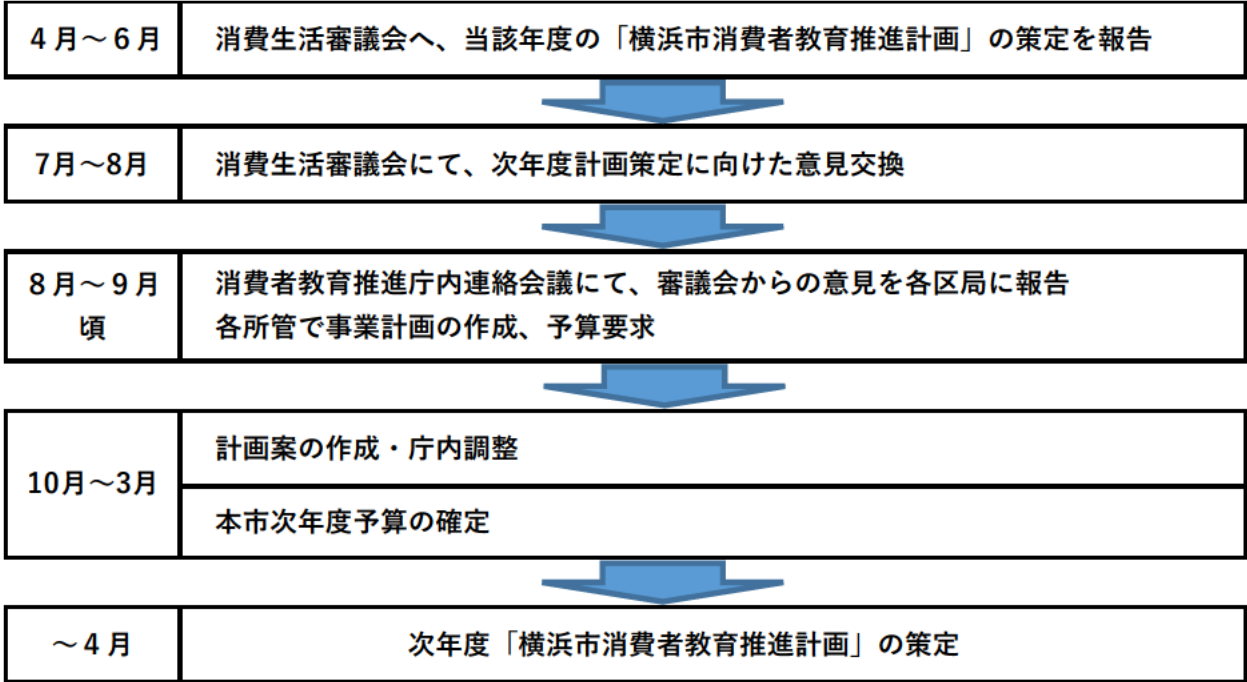 4月～6月
消費生活審議会へ、当該年度の「横浜市消費者教育推進計画」の策定を報告
7月～8月
消費生活審議会にて、次年度計画策定に向けた意見交換
8月～9月
頃
消費者教育推進庁内連絡会議にて、審議会からの意見を各区局に報告
各所管で事業計画の作成、予算要求
10月～3月
計画案の作成・庁内調整
本市次年度予算の確定
～4月
次年度「横浜市消費者教育推進計画」の策定